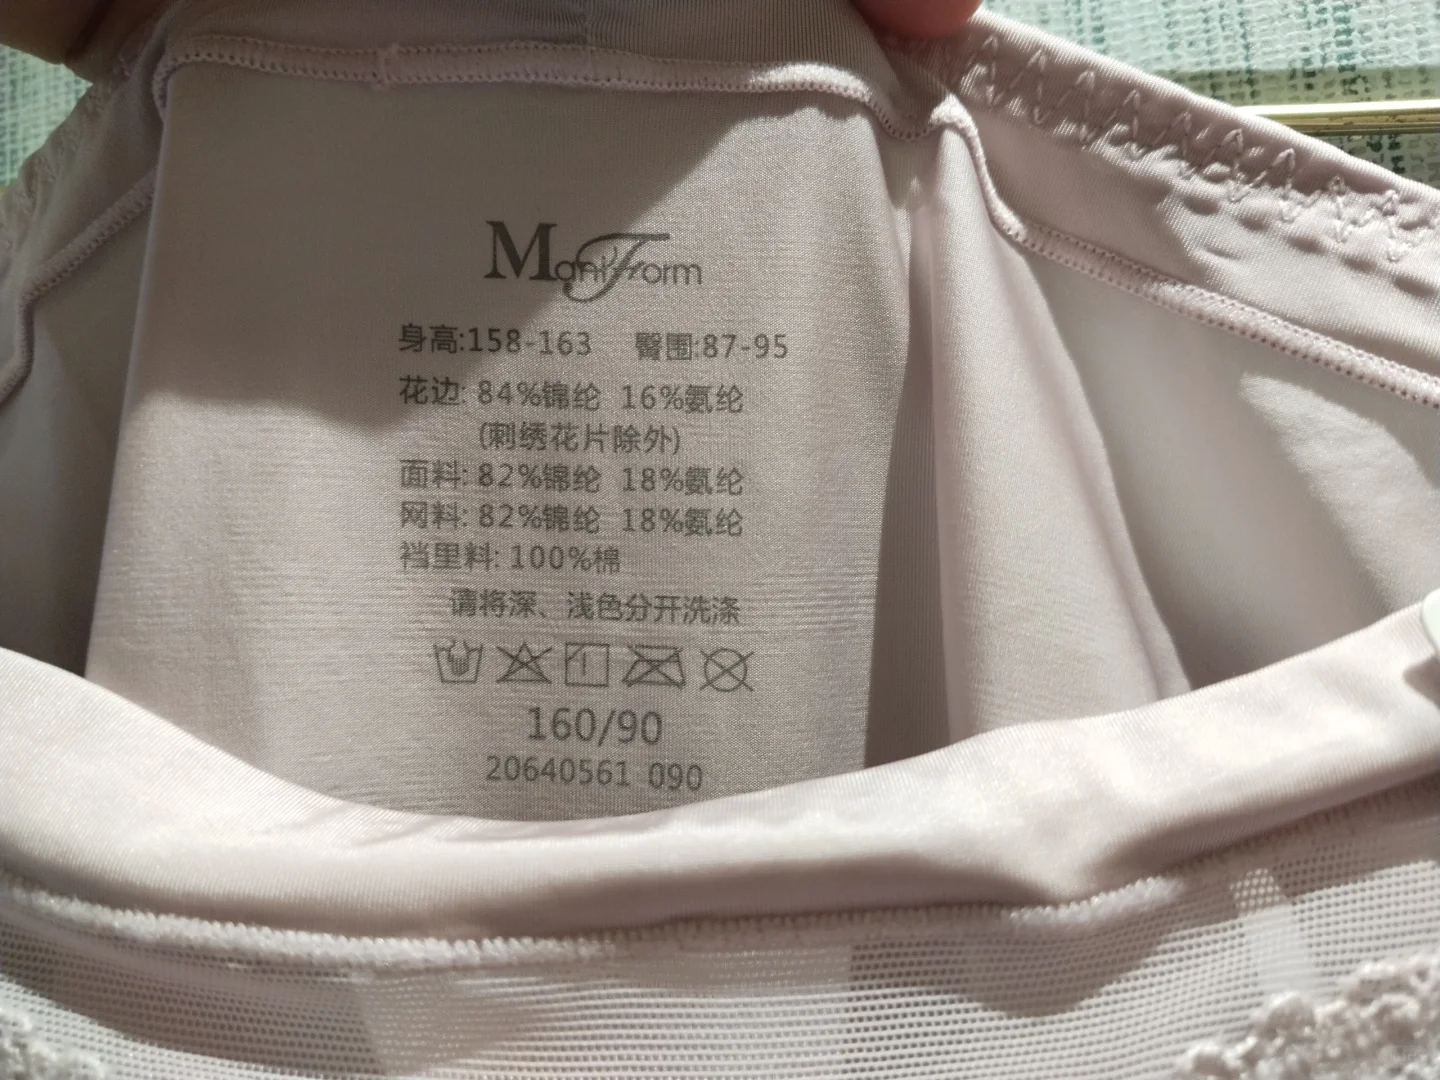 ManiForm
身高:158-163 臀围:87-95
花边: 84%锦纶 16%氨纶
(刺绣花片除外)
面料: 82%锦纶 18%氨纶
网料: 82%锦纶 18%氨纶
裆里料: 100%棉
请将深、浅色分开洗涤
160/90
20640561 090